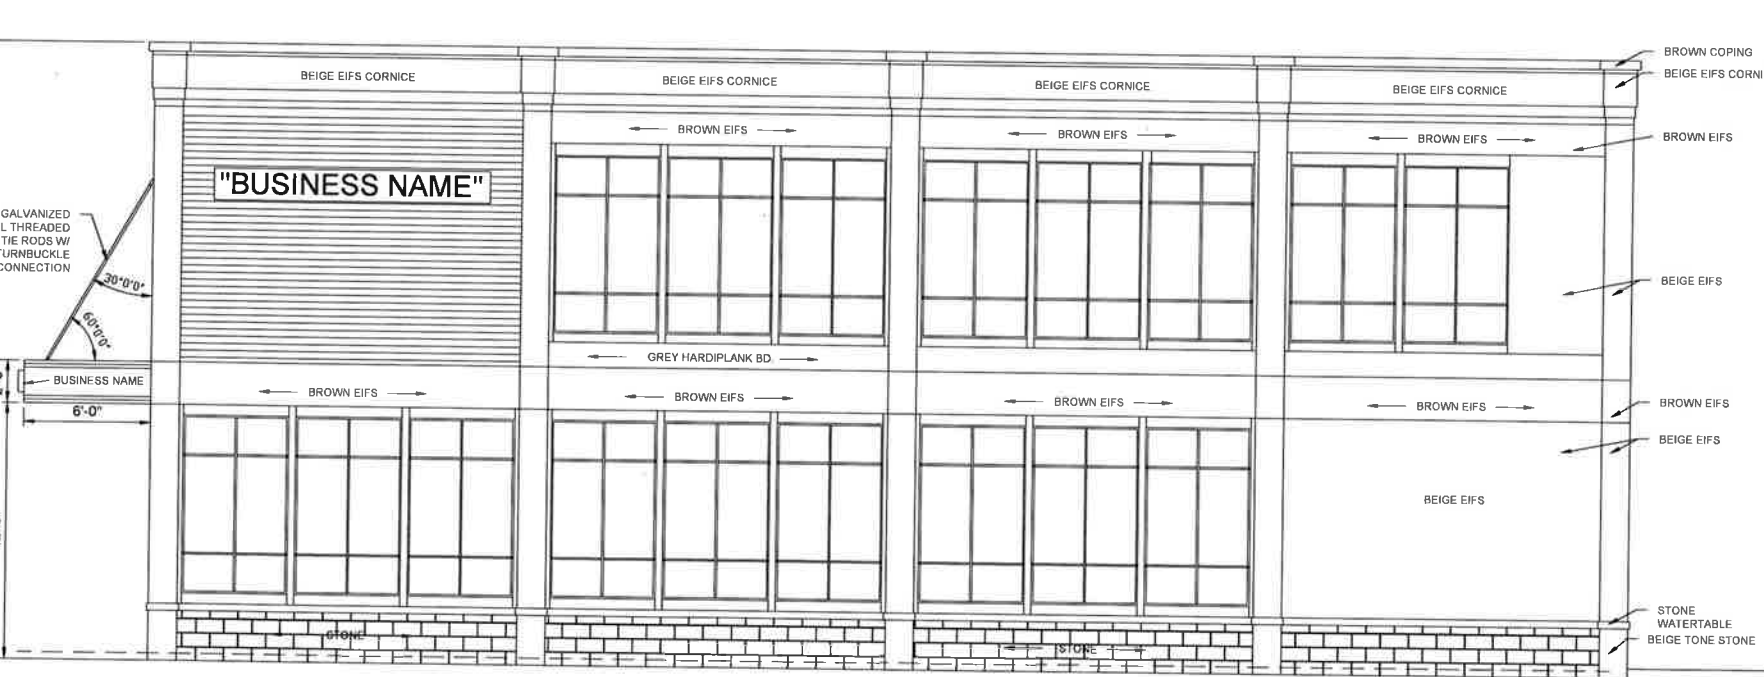 BROWN COPING
BEIGE EIFS CORNICE
BEIGE EIFS CORNICE
BEIGE EIFS CORNICE
BEIGE EIFS CORNICE
BEIGE EIFS CORNI
BROWN EIFS
BROWN EIFS
BROWN EIFS
BROWN EIFS
"BUSINESS NAME"
GALVANIZED
L THREADED
TIE RODS W/
TURNBUCKLE
CONNECTION
30°0'0"
60°0'0"
BEIGE EIFS
GREY HARDIPLANK BD
BUSINESS NAME
6'-0"
BROWN EIFS
BROWN EIFS
BROWN EIFS
BROWN EIFS
BROWN EIFS
BEIGE EIFS
BEIGE EIFS
STONE
STONE
STONE
WATERTABLE
BEIGE TONE STONE